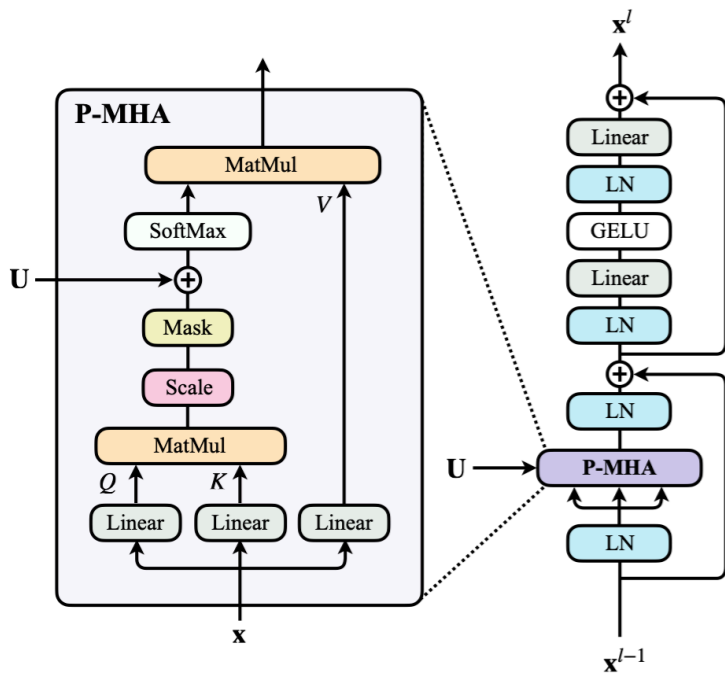 P-MHA
MatMul
V
SoftMax
U
Mask
Scale
MatMul
Q K
Linear Linear Linear
x
x^l
Linear
LN
GELU
Linear
LN
LN
U P-MHA
LN
x^{l−1}